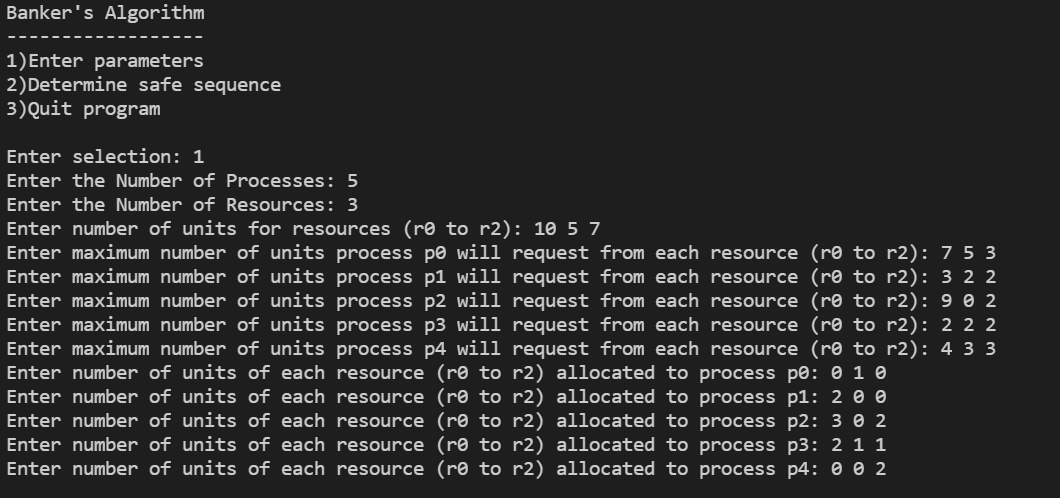 Banker's Algorithm
------------------
1)Enter parameters
2)Determine safe sequence
3)Quit program
Enter selection: 1
Enter the Number of Processes: 5
Enter the Number of Resources: 3
Enter number of units for resources (r0 to r2): 10 5 7
Enter maximum number of units process p0 will request from each resource (r0 to r2): 7 5 3
Enter maximum number of units process p1 will request from each resource (r0 to r2): 3 2 2
Enter maximum number of units process p2 will request from each resource (r0 to r2): 9 0 2
Enter maximum number of units process p3 will request from each resource (r0 to r2): 2 2 2
Enter maximum number of units process p4 will request from each resource (r0 to r2): 4 3 3
Enter number of units of each resource (r0 to r2) allocated to process p0: 0 1 0
Enter number of units of each resource (r0 to r2) allocated to process p1: 2 0 0
Enter number of units of each resource (r0 to r2) allocated to process p2: 3 0 2
Enter number of units of each resource (r0 to r2) allocated to process p3: 2 1 1
Enter number of units of each resource (r0 to r2) allocated to process p4: 0 0 2